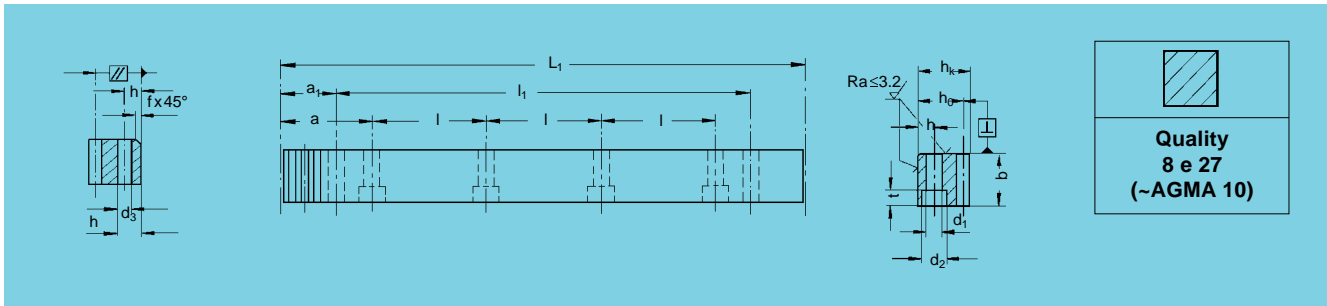 h
f x 45°
d₃
h
L₁
a₁
l₁
a
l
l
l
Ra≤3.2
hₖ
h₀
h
b
t
d₁
d₂
Quality
8 e 27
(~AGMA 10)